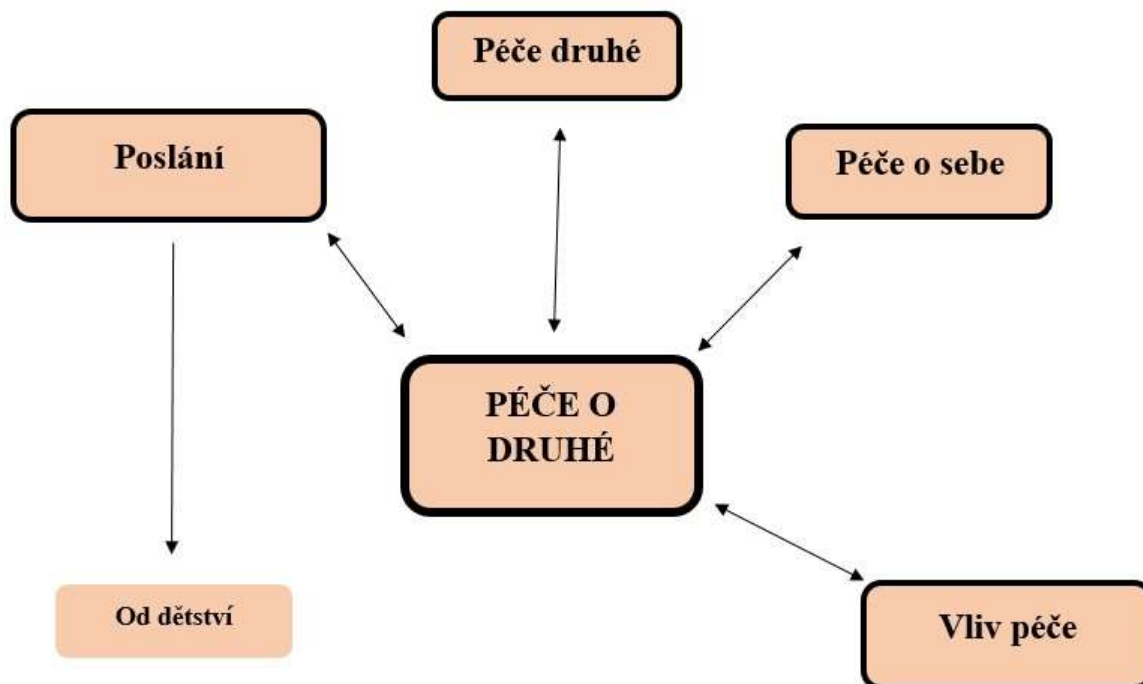 Péče druhé
Poslání
Péče o sebe
PÉČE O
DRUHÉ
Od dětství
Vliv péče